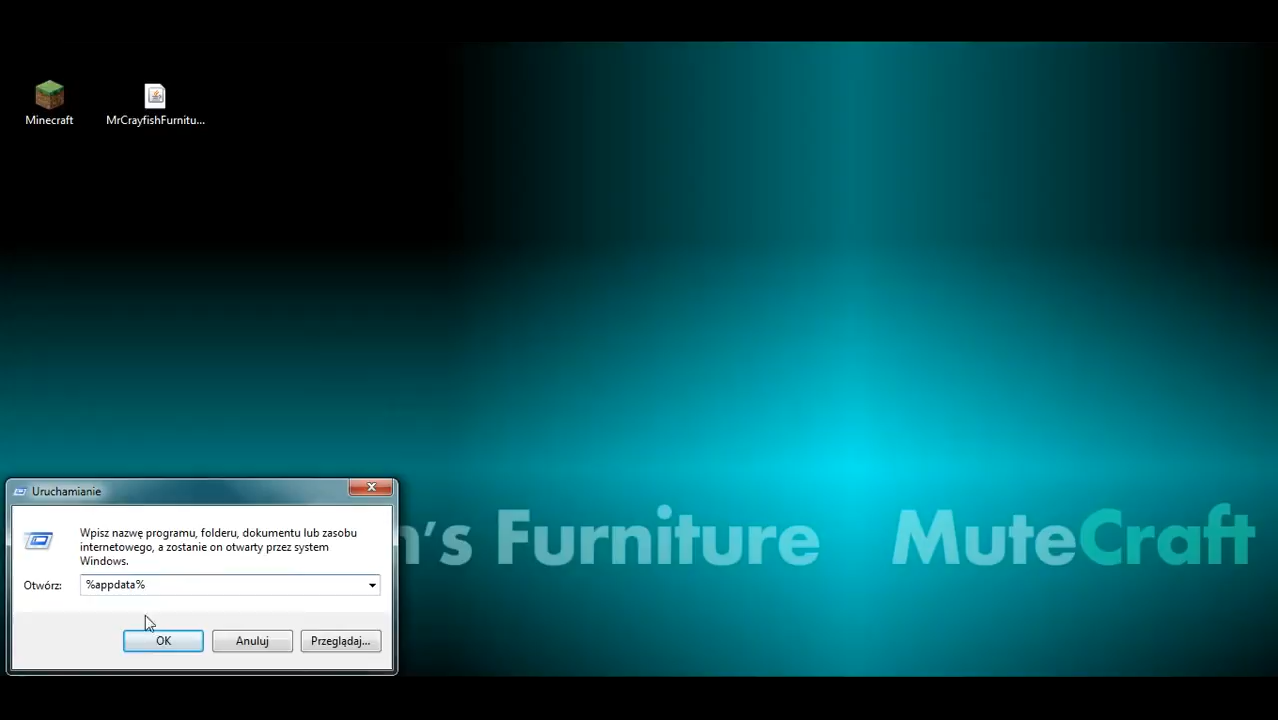 Minecraft
MrCrayfishFurnitu...
Uruchamianie
Wpisz nazwę programu, folderu, dokumentu lub zasobu
internetowego, a zostanie on otwarty przez system
Windows.
Otwórz:
%appdata%
OK
Anuluj
Przeglądaj...
's Furniture
MuteCraft